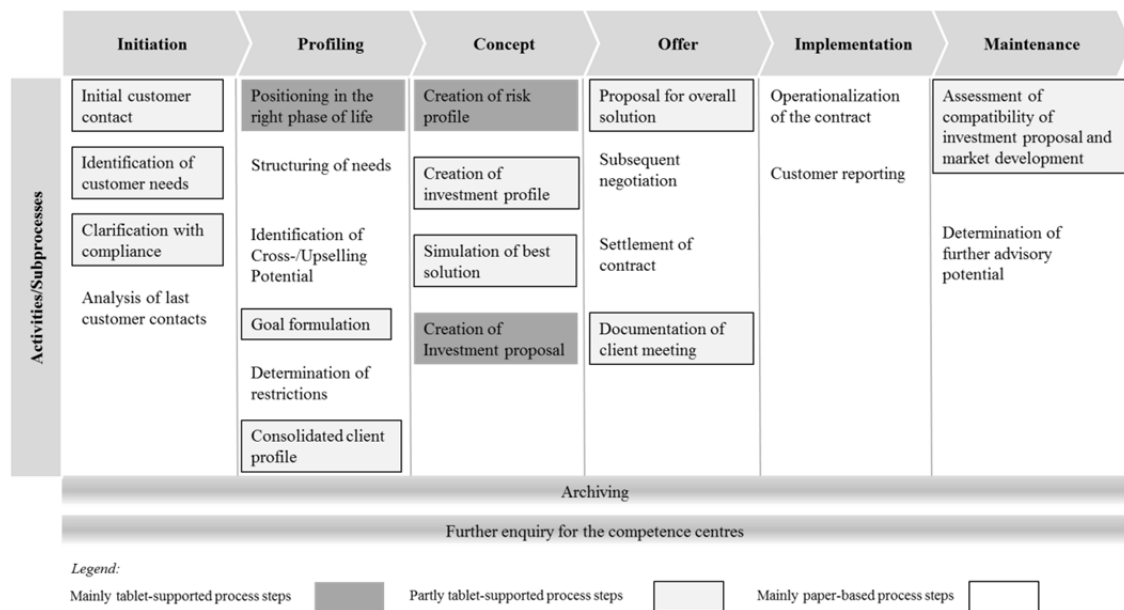 Initiation
Profiling
Concept
Offer
Implementation
Maintenance
Activities/Subprocesses
Initial customer
contact
Identification of
customer needs
Clarification with
compliance
Analysis of last
customer contacts
Positioning in the
right phase of life
Structuring of needs
Identification of
Cross-/Upselling
Potential
Goal formulation
Determination of
restrictions
Consolidated client
profile
Creation of risk
profile
Creation of
investment profile
Simulation of best
solution
Creation of
Investment proposal
Proposal for overall
solution
Subsequent
negotiation
Settlement of
contract
Documentation of
client meeting
Operationalization
of the contract
Customer reporting
Assessment of
compatibility of
investment proposal and
market development
Determination of
further advisory
potential
Archiving
Further enquiry for the competence centres
Legend:
Mainly tablet-supported process steps
Partly tablet-supported process steps
Mainly paper-based process steps